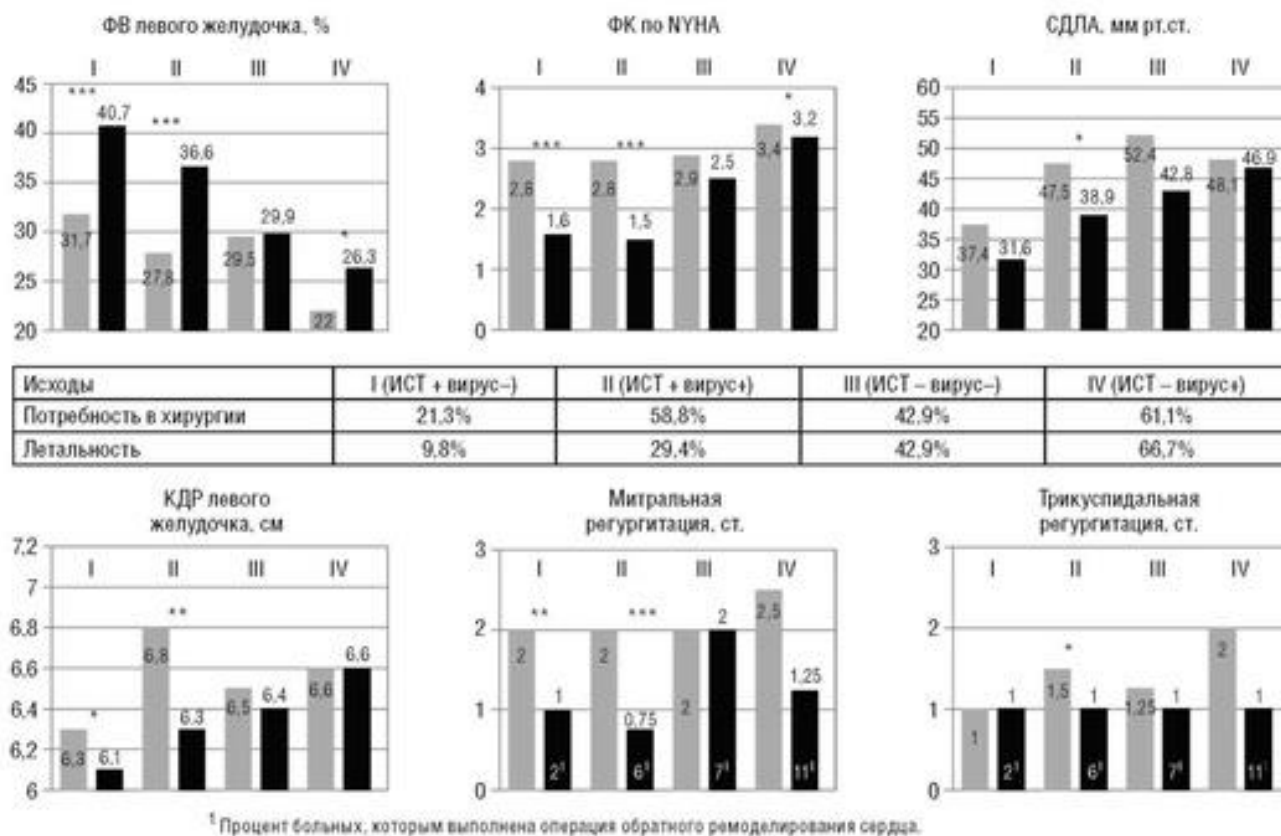 ФВ левого желудочка, %
I II III IV
45
40
35
30
25
20
*** *** *
31,7 40.7 27,8 36.6 29,5 29,9 22 26.3
ФК по NYHA
I II III IV
4
3
2
1
0
*** *** *
2,8 1,6 2,8 1,5 2,9 2,5 3,4 3,2
СДЛА, мм рт.ст.
I II III IV
60
55
50
45
40
35
30
25
20
*
37,4 31,6 47,5 38,9 52,4 42,8 48,1 46,9
Исходы I (ИСТ + вирус–) II (ИСТ + вирус+) III (ИСТ – вирус–) IV (ИСТ – вирус+)
Потребность в хирургии 21,3% 58,8% 42,9% 61,1%
Летальность 9,8% 29,4% 42,9% 66,7%
КДР левого
желудочка, см
I II III IV
7,2
7
6.8
6.6
6.4
6,2
6
* **
6,3 6,1 6,8 6.3 6,5 6.4 6,6 6.6
Митральная
регургитация, ст.
I II III IV
3
2
1
0
** ***
2 1 2 0,75 2 2 2,5 1,25
2¹ 6¹ 7¹ 11¹
Трикуспидальная
регургитация, ст.
I II III IV
3
2
1
0
*
1 1 1,5 1 1,25 1 2 1
2¹ 6¹ 7¹ 11¹
¹ Процент больных, которым выполнена операция обратного ремоделирования сердца.